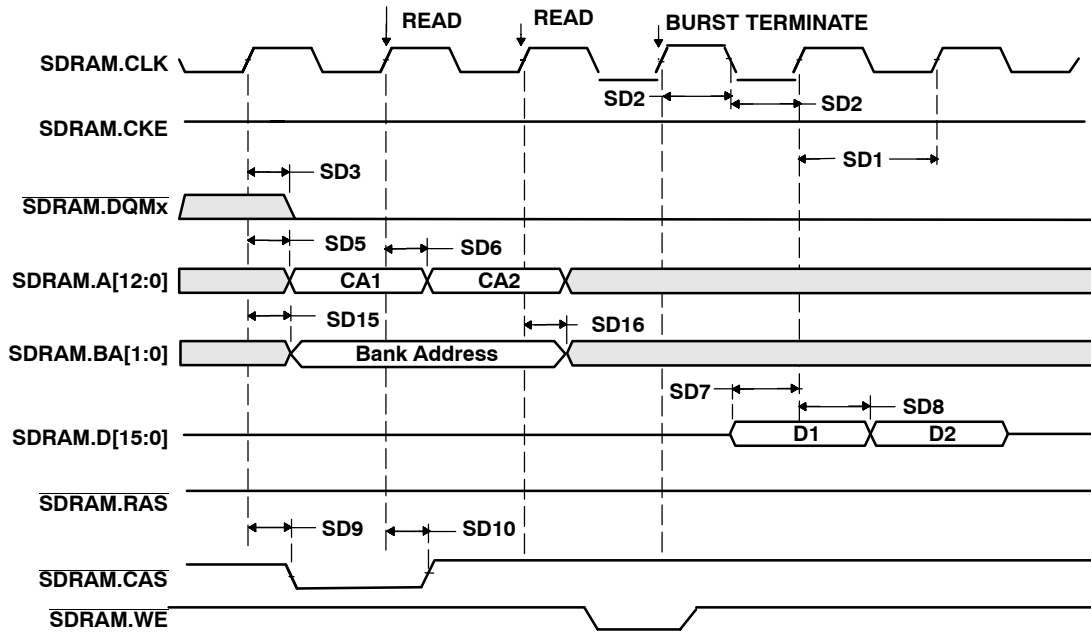 READ
READ
BURST TERMINATE
SDRAM.CLK
SD2
SD2
SDRAM.CKE
SD1
SD3
SDRAM.DQMx
SD5
SD6
SDRAM.A[12:0]
CA1
CA2
SD15
SD16
SDRAM.BA[1:0]
Bank Address
SD7
SD8
SDRAM.D[15:0]
D1
D2
SDRAM.RAS
SD9
SD10
SDRAM.CAS
SDRAM.WE